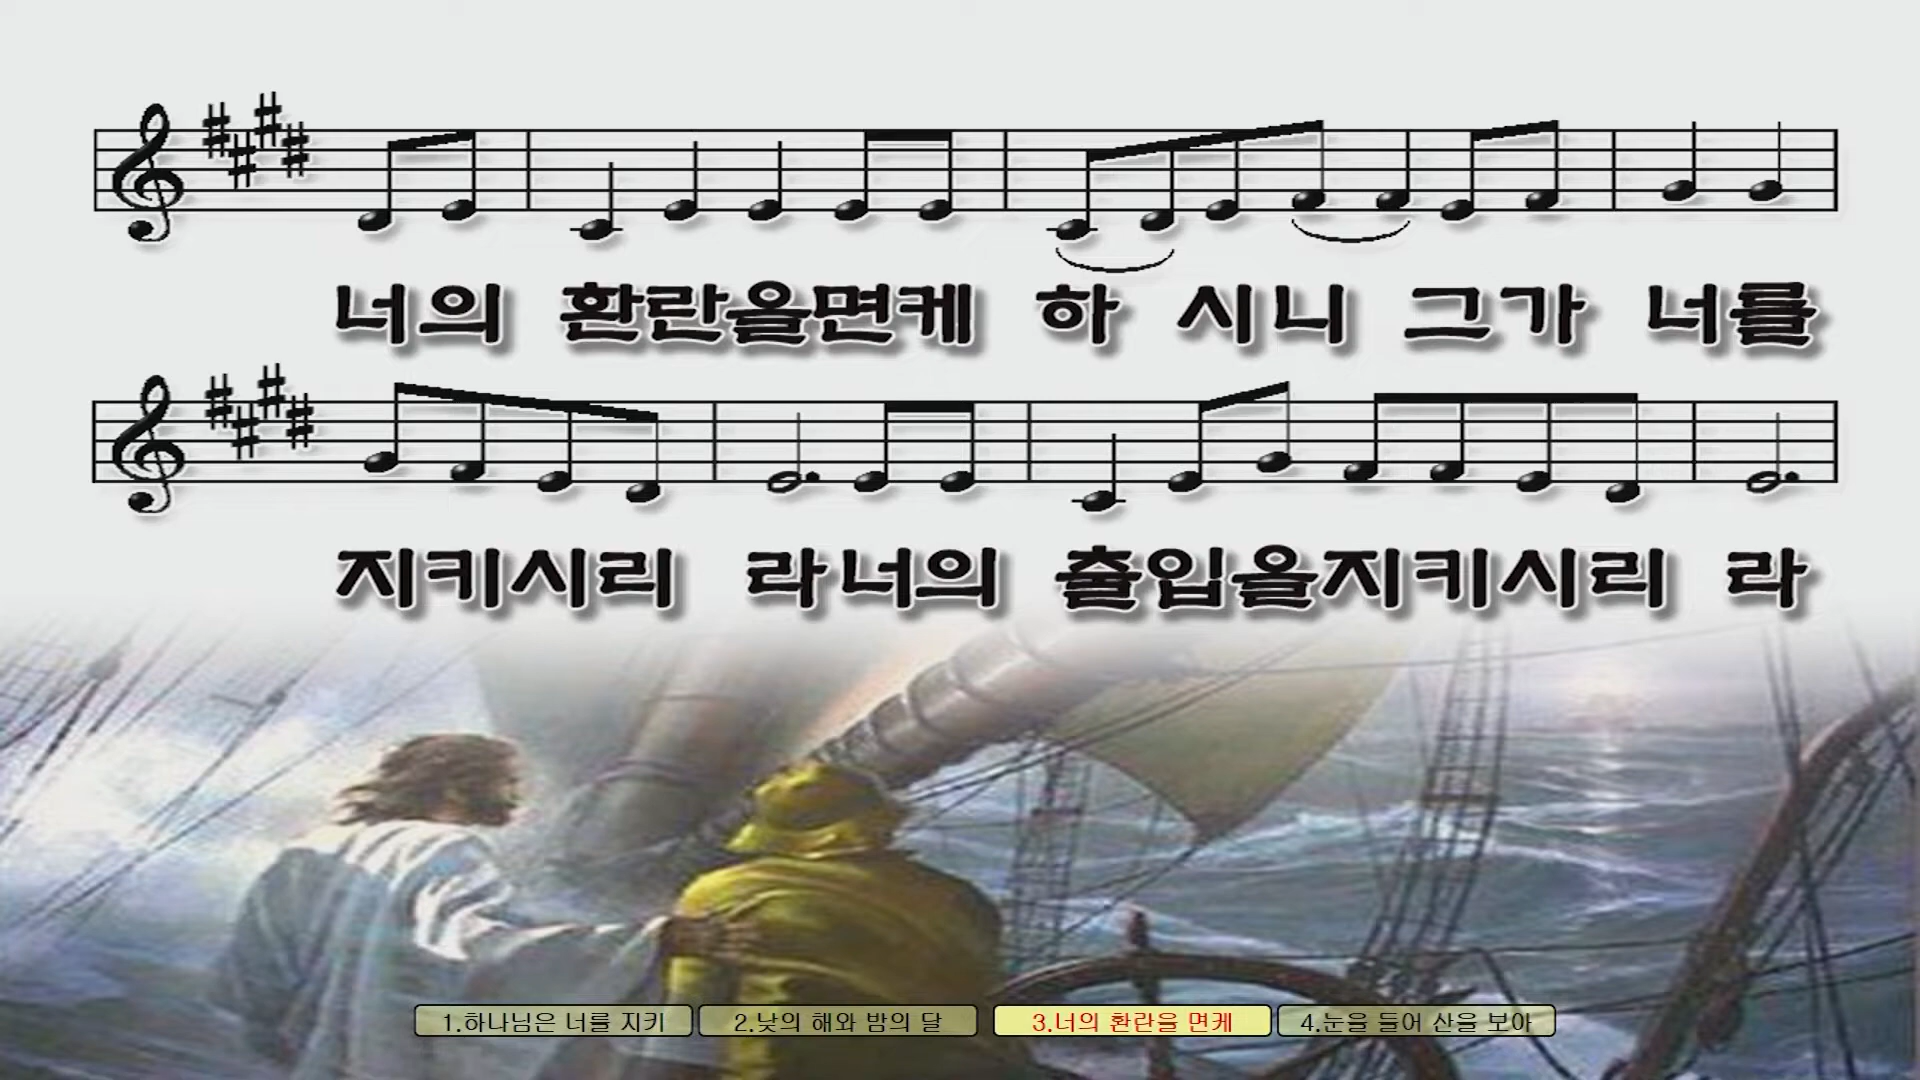 너의 환란을면케 하 시니 그가 너를
지키시리 라너의 출입을지키시리 라
1.하나님은 너를 지키
2.낮의 해와 밤의 달
3.너의 환란을 면케
4.눈을 들어 산을 보아